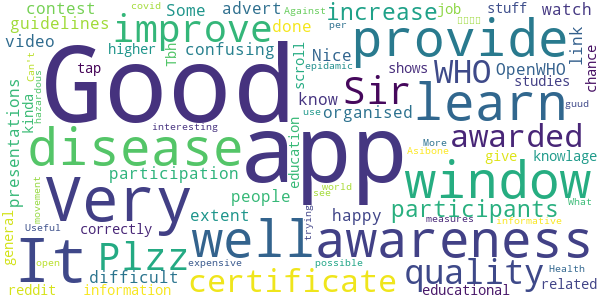 contest
Some
advert
increase
job
stuff
watch
covid
Against
guidelines
improve
done
per
provide
link
chance
video
higher
confusing
Nice
WHO
OpenWHO
Tbh
scroll
tap
Good
app
know
shows
studies
can't
kinda
hazardous
epidamic
Sir
learn
use
organised
guud
presentations
interesting
disease
education
More
awarded
Asibone
give
knowlage
participation
see
world
window
What
movement
Very
people
participants
extent
happy
measures
informative
general
correctly
trying
Useful
It
Plzz
well
awareness
open
difficult
expensive
possible
quality
Health
related
reddit
information
certificate
educational